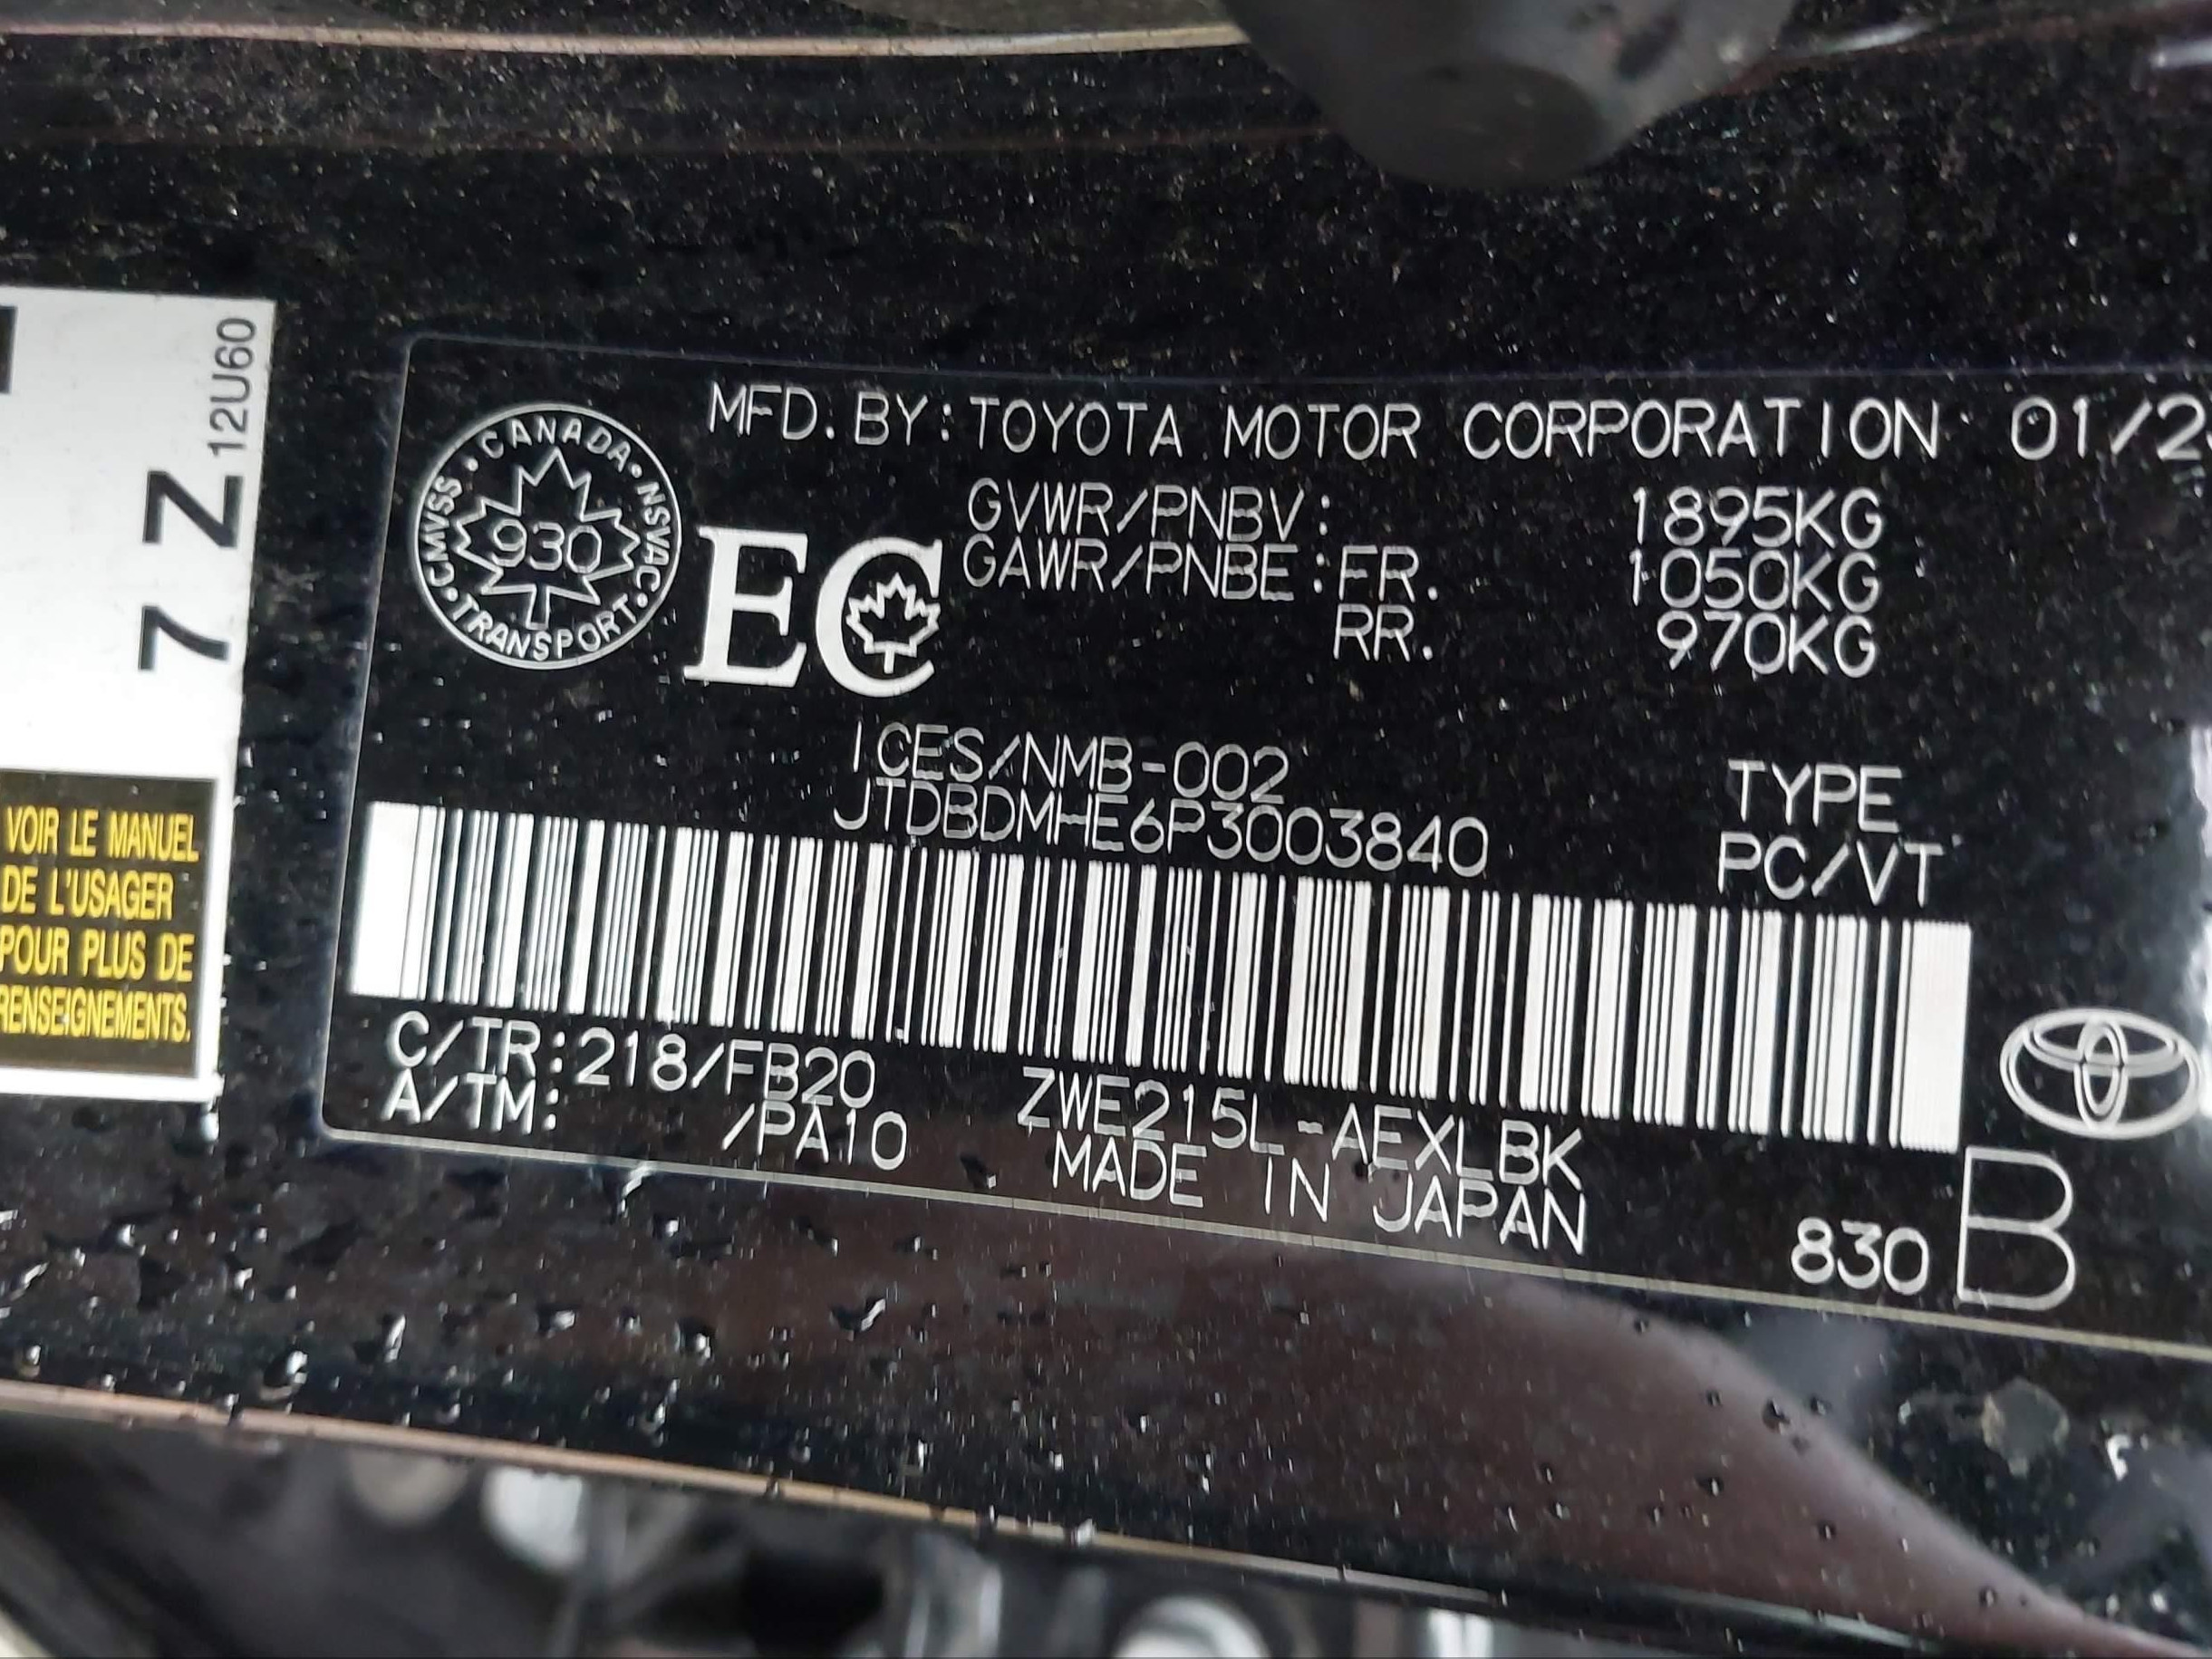 12U60
7 Z
VOIR LE MANUEL
DE L'USAGER
POUR PLUS DE
RENSEIGNEMENTS.
MFD. BY: TOYOTA MOTOR CORPORATION 01/2
CANADA • NSVAC • TRANSPORT • CMVSS •
930
EC
GVWR/PNBV: 1895KG
GAWR/PNBE: FR. 1050KG
RR. 970KG
ICES/NMB-002
JTDBDMHE6P3003840
TYPE
PC/VT
C/TR: 218/FB20
A/TM: /PA10
ZWE215L-AEXLBK
MADE IN JAPAN
830 B